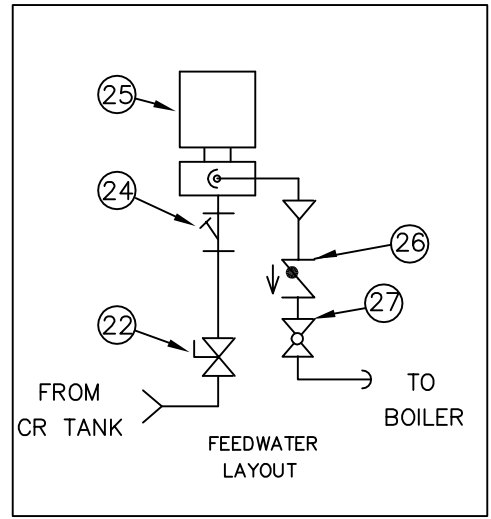 25
24
26
27
22
FROM
CR TANK
TO
BOILER
FEEDWATER
LAYOUT